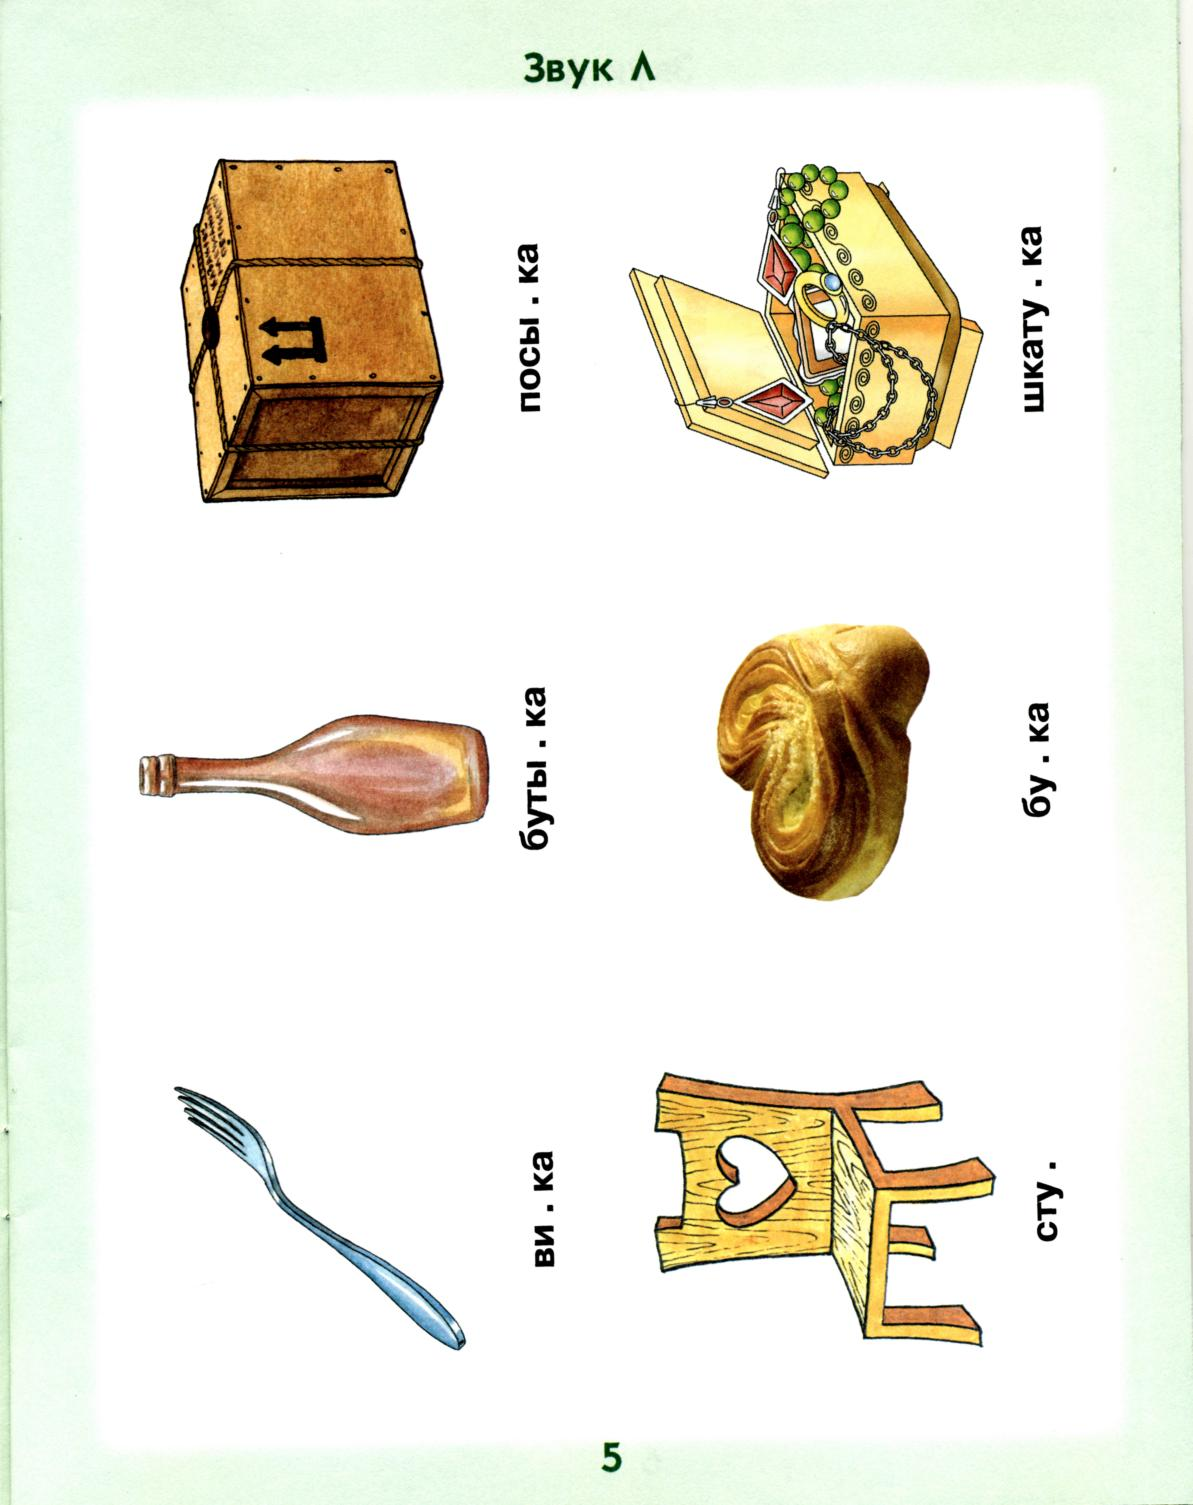 Звук Л
ви . ка
буты . ка
посы . ка
сту .
бу . ка
шкату . ка
5